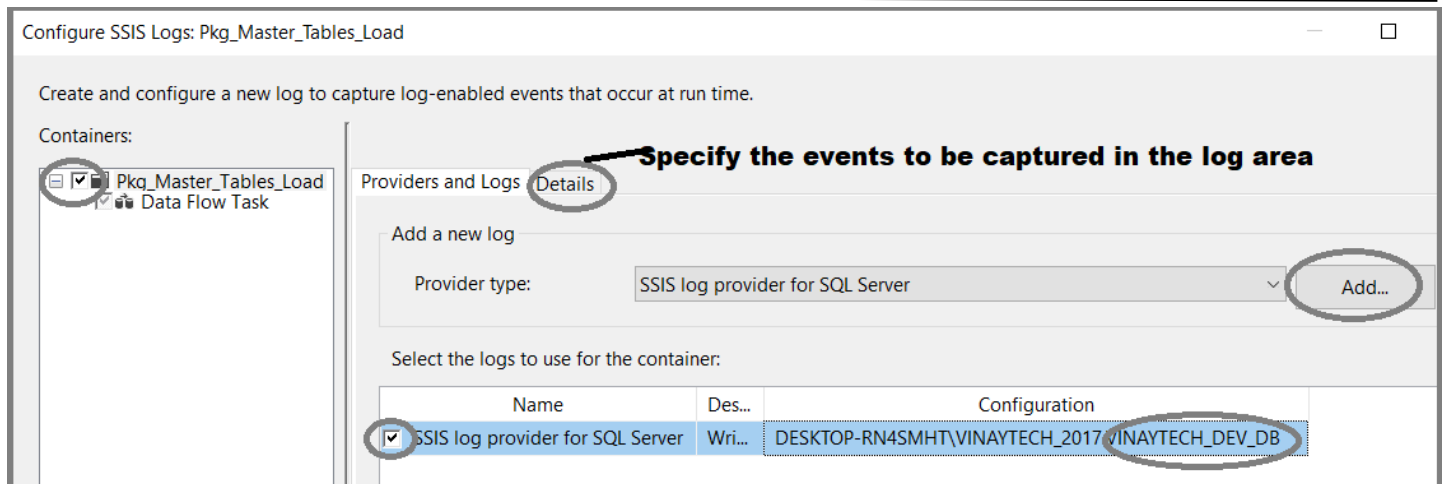 Configure SSIS Logs: Pkg_Master_Tables_Load
Create and configure a new log to capture log-enabled events that occur at run time.
Containers:
Specify the events to be captured in the log area
Pkg_Master_Tables_Load
Data Flow Task
Providers and Logs
Details
Add a new log
Provider type:
SSIS log provider for SQL Server
Add...
Select the logs to use for the container:
Name
Des...
Configuration
SSIS log provider for SQL Server
Wri...
DESKTOP-RN4SMHT\VINAYTECH_2017.VINAYTECH_DEV_DB